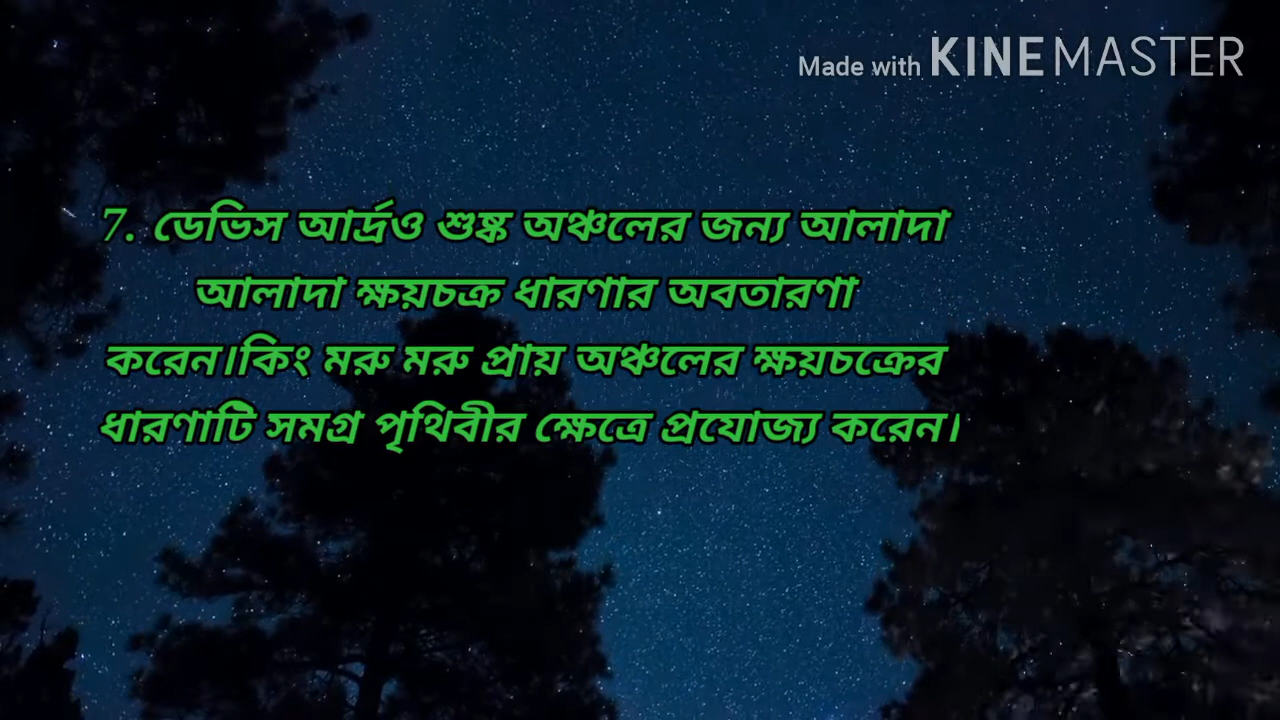 Made with KINEMASTER
7. ডেভিস আর্দ্রও শুষ্ক অঞ্চলের জন্য আলাদা
আলাদা ক্ষয়চক্র ধারণার অবতারণা
করেন।কিং মরু মরু প্রায় অঞ্চলের ক্ষয়চক্রের
ধারণাটি সমগ্র পৃথিবীর ক্ষেত্রে প্রযোজ্য করেন।